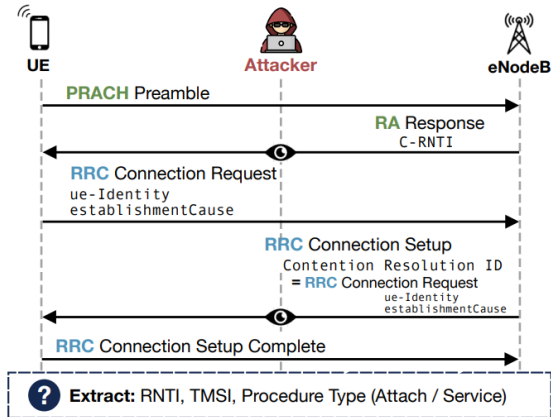 UE
Attacker
eNodeB
PRACH Preamble
RA Response
C-RNTI
RRC Connection Request
ue-Identity
establishmentCause
RRC Connection Setup
Contention Resolution ID
= RRC Connection Request
ue-Identity
establishmentCause
RRC Connection Setup Complete
? Extract: RNTI, TMSI, Procedure Type (Attach / Service)